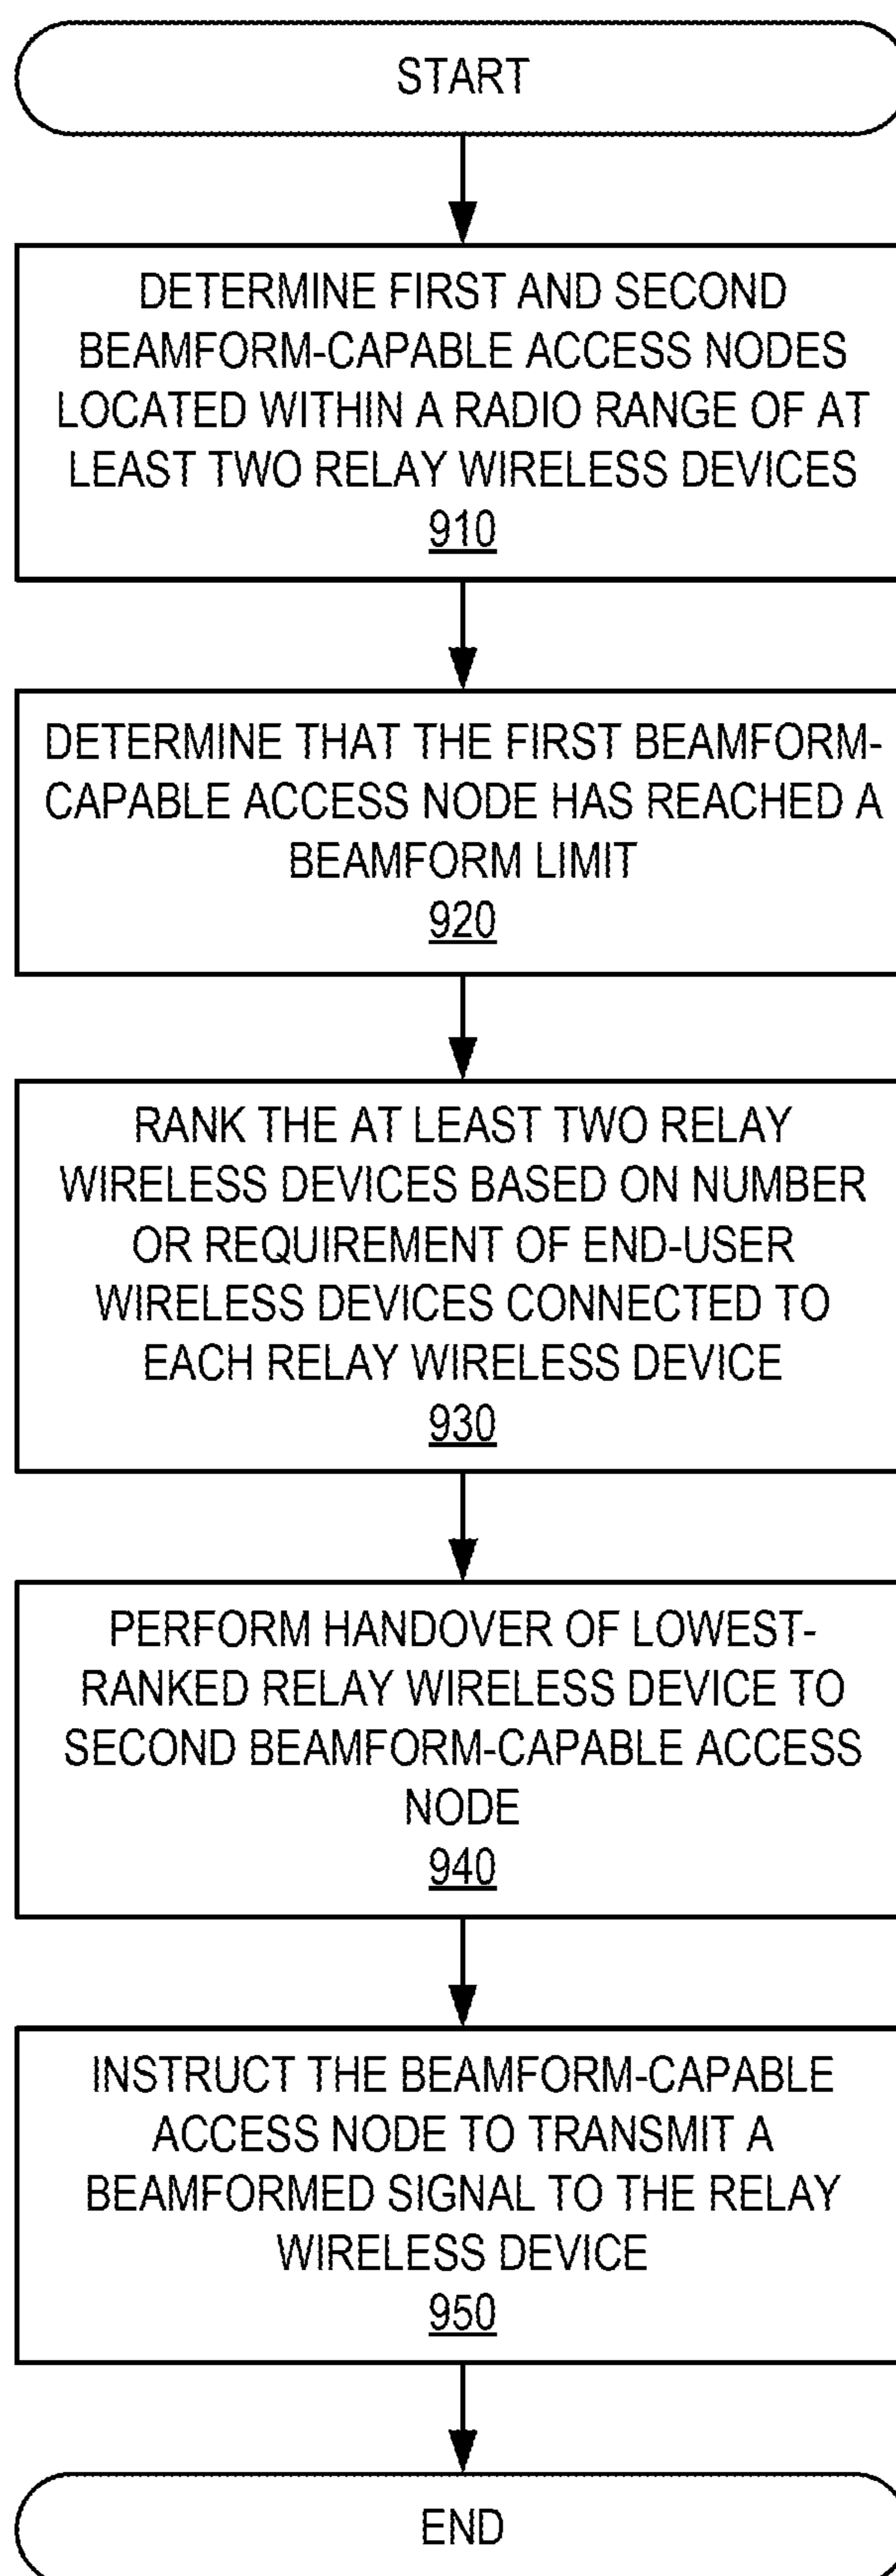 START
DETERMINE FIRST AND SECOND
BEAMFORM-CAPABLE ACCESS NODES
LOCATED WITHIN A RADIO RANGE OF AT
LEAST TWO RELAY WIRELESS DEVICES
910
DETERMINE THAT THE FIRST BEAMFORM-
CAPABLE ACCESS NODE HAS REACHED A
BEAMFORM LIMIT
920
RANK THE AT LEAST TWO RELAY
WIRELESS DEVICES BASED ON NUMBER
OR REQUIREMENT OF END-USER
WIRELESS DEVICES CONNECTED TO
EACH RELAY WIRELESS DEVICE
930
PERFORM HANDOVER OF LOWEST-
RANKED RELAY WIRELESS DEVICE TO
SECOND BEAMFORM-CAPABLE ACCESS
NODE
940
INSTRUCT THE BEAMFORM-CAPABLE
ACCESS NODE TO TRANSMIT A
BEAMFORMED SIGNAL TO THE RELAY
WIRELESS DEVICE
950
END